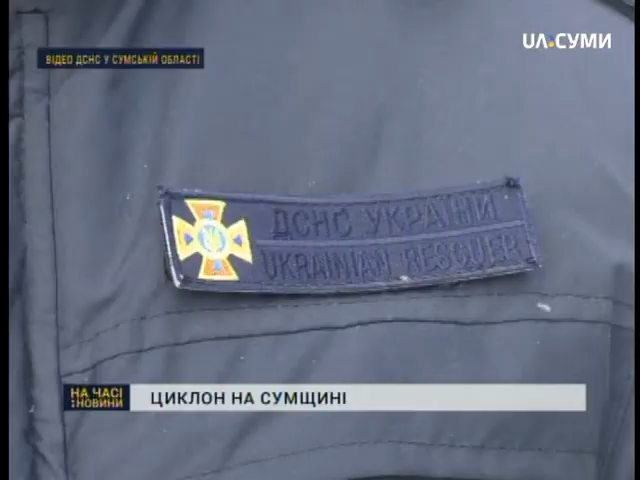 UA:СУМИ
ВІДЕО ДСНС У СУМСЬКІЙ ОБЛАСТІ
ДСНС УКРАЇНИ
UKRAINIAN RESCUER
НА ЧАСІ
:НОВИНИ
ЦИКЛОН НА СУМЩИНІ